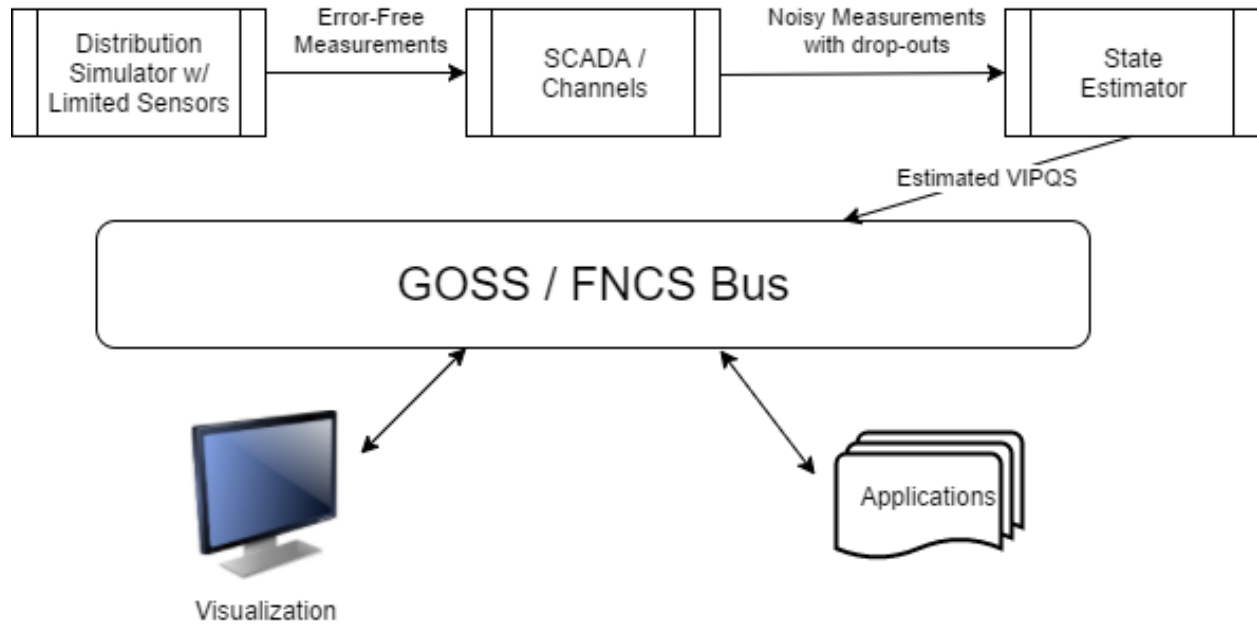 Distribution
Simulator w/
Limited Sensors
Error-Free
Measurements
SCADA /
Channels
Noisy Measurements
with drop-outs
State
Estimator
Estimated VIPQS
GOSS / FNCS Bus
Visualization
Applications